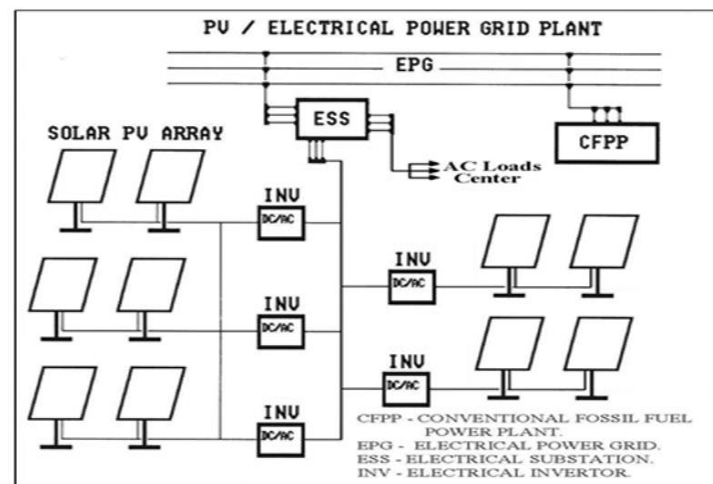 PV / ELECTRICAL POWER GRID PLANT
EPG
ESS
SOLAR PV ARRAY
CFPP
AC Loads
Center
INV
DC/AC
INV
DC/AC
INV
DC/AC
INV
DC/AC
INV
DC/AC
CFPP - CONVENTIONAL FOSSIL FUEL
POWER PLANT.
EPG - ELECTRICAL POWER GRID.
ESS - ELECTRICAL SUBSTATION.
INV - ELECTRICAL INVERTOR.